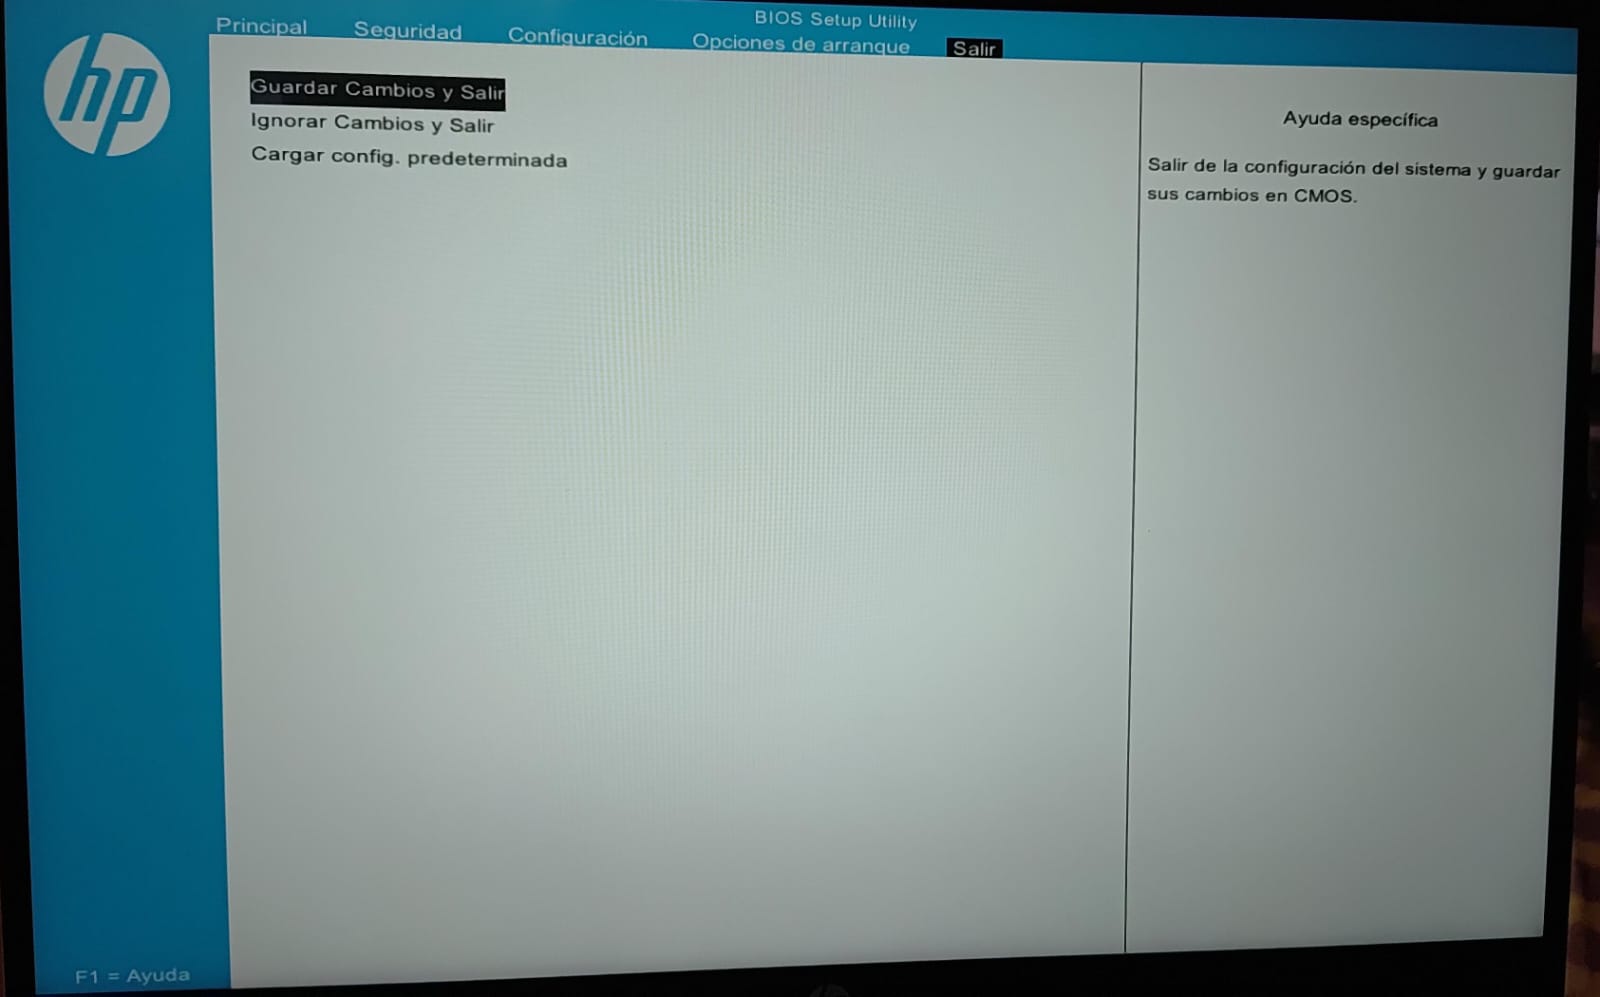 BIOS Setup Utility
Principal Seguridad Configuración Opciones de arranque Salir
hp
Guardar Cambios y Salir
Ignorar Cambios y Salir
Cargar config. predeterminada
Ayuda específica
Salir de la configuración del sistema y guardar
sus cambios en CMOS.
F1 = Ayuda